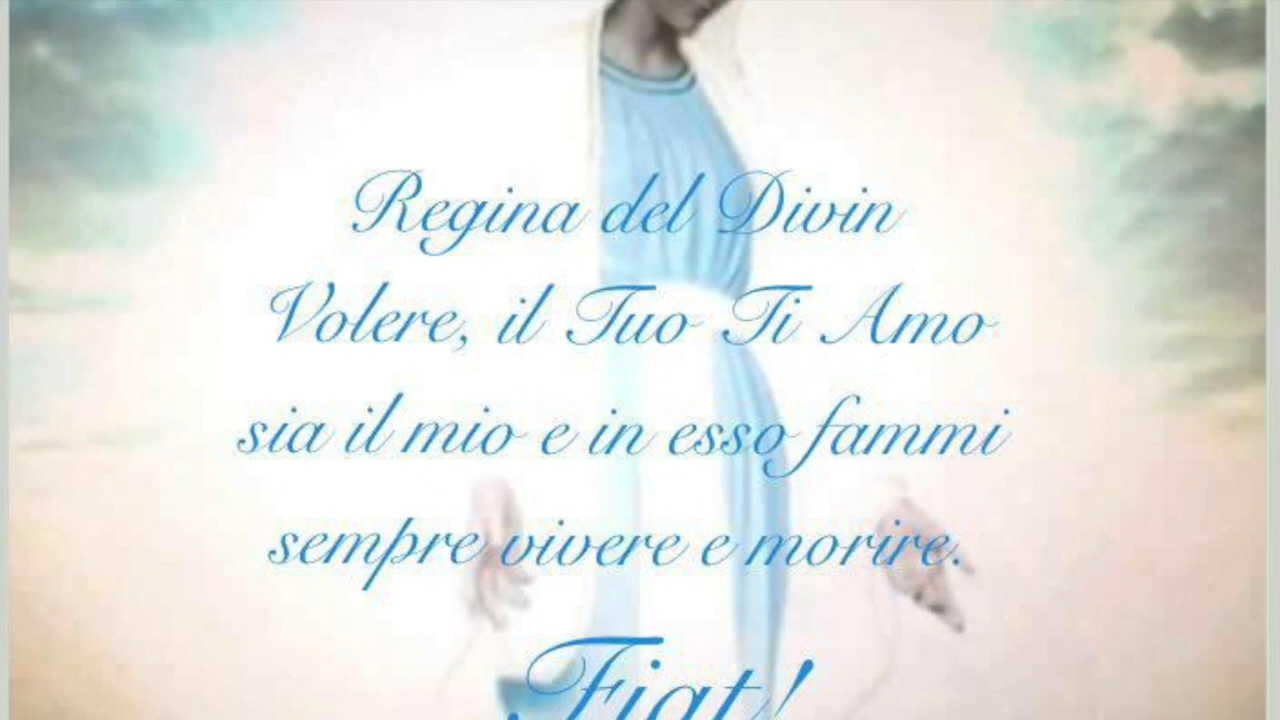 Regina del Divin
Volere, il Tuo Ti Amo
sia il mio e in esso fammi
sempre vivere e morire.
Fiat!